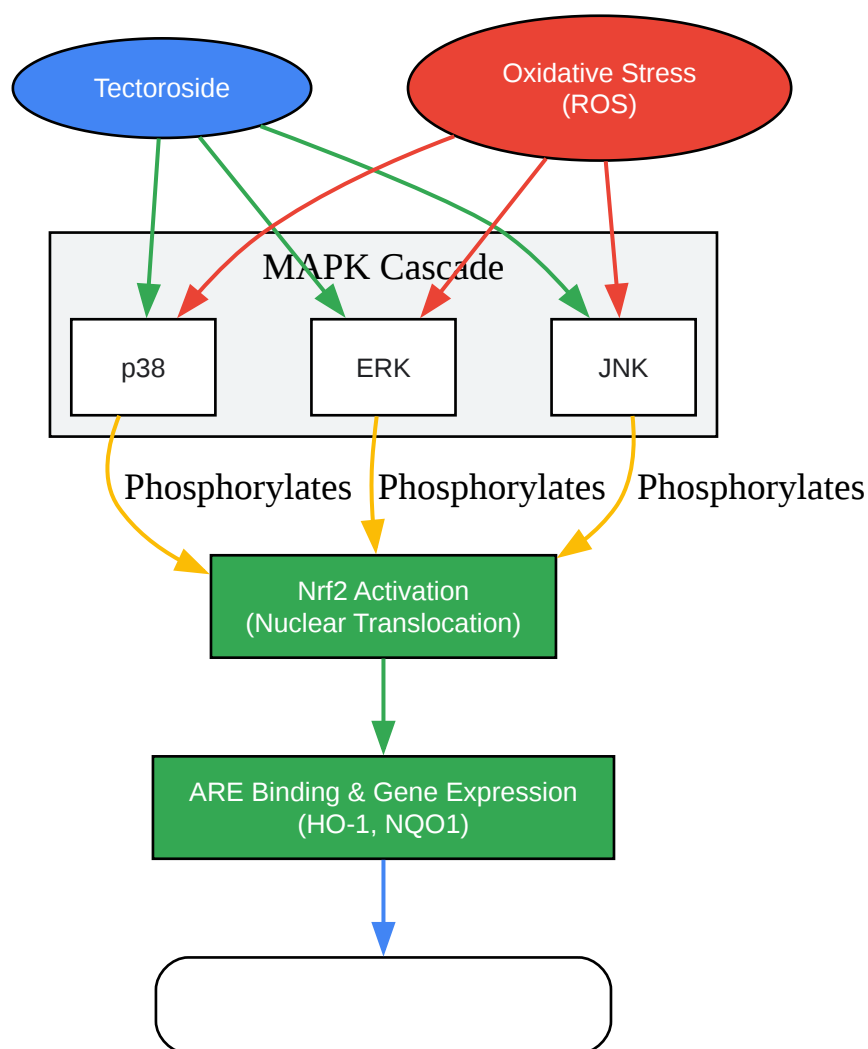 Tectoroside
Oxidative Stress
(ROS)
MAPK Cascade
p38
ERK
JNK
Phosphorylates
Phosphorylates
Phosphorylates
Nrf2 Activation
(Nuclear Translocation)
ARE Binding & Gene Expression
(HO-1, NQO1)